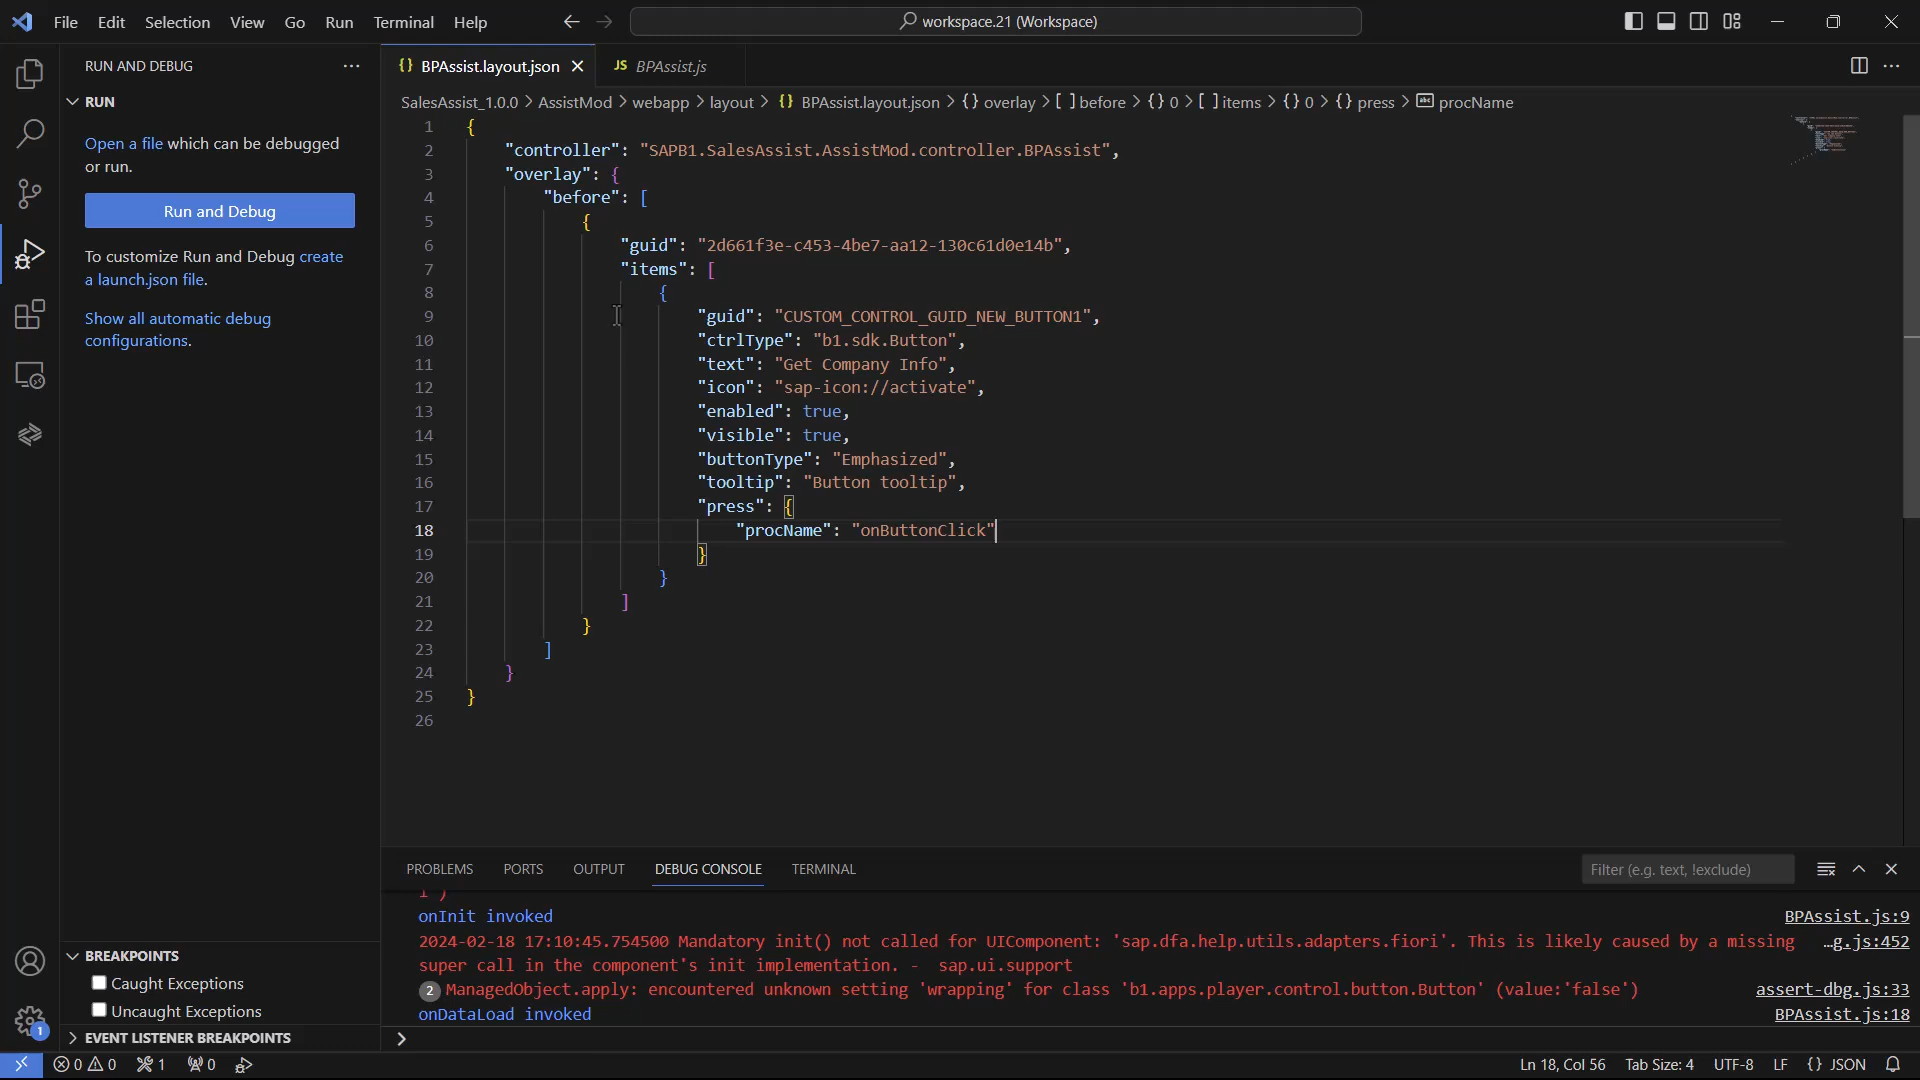 File Edit Selection View Go Run Terminal Help
workspace.21 (Workspace)
RUN AND DEBUG
BPAssist.layout.json
JS BPAssist.js
RUN
SalesAssist_1.0.0 > AssistMod > webapp > layout > {} BPAssist.layout.json > {} overlay > [ ] before > {} 0 > [ ] items > {} 0 > {} press > abc procName
Open a file which can be debugged
or run.
Run and Debug
To customize Run and Debug create
a launch.json file.
Show all automatic debug
configurations.
1 {
2 "controller": "SAPB1.SalesAssist.AssistMod.controller.BPAssist",
3 "overlay": {
4 "before": [
5 {
6 "guid": "2d661f3e-c453-4be7-aa12-130c61d0e14b",
7 "items": [
8 {
9 "guid": "CUSTOM_CONTROL_GUID_NEW_BUTTON1",
10 "ctrlType": "b1.sdk.Button",
11 "text": "Get Company Info",
12 "icon": "sap-icon://activate",
13 "enabled": true,
14 "visible": true,
15 "buttonType": "Emphasized",
16 "tooltip": "Button tooltip",
17 "press": {
18 "procName": "onButtonClick"
19 }
20 }
21 ]
22 }
23 ]
24 }
25 }
26
PROBLEMS PORTS OUTPUT DEBUG CONSOLE TERMINAL
Filter (e.g. text, !exclude)
onInit invoked BPAssist.js:9
2024-02-18 17:10:45.754500 Mandatory init() not called for UIComponent: 'sap.dfa.help.utils.adapters.fiori'. This is likely caused by a missing …g.js:452
super call in the component's init implementation. - sap.ui.support
2 ManagedObject.apply: encountered unknown setting 'wrapping' for class 'b1.apps.player.control.button.Button' (value:'false') assert-dbg.js:33
onDataLoad invoked BPAssist.js:18
BREAKPOINTS
Caught Exceptions
Uncaught Exceptions
EVENT LISTENER BREAKPOINTS
1
0 0 1 0
Ln 18, Col 56 Tab Size: 4 UTF-8 LF {} JSON